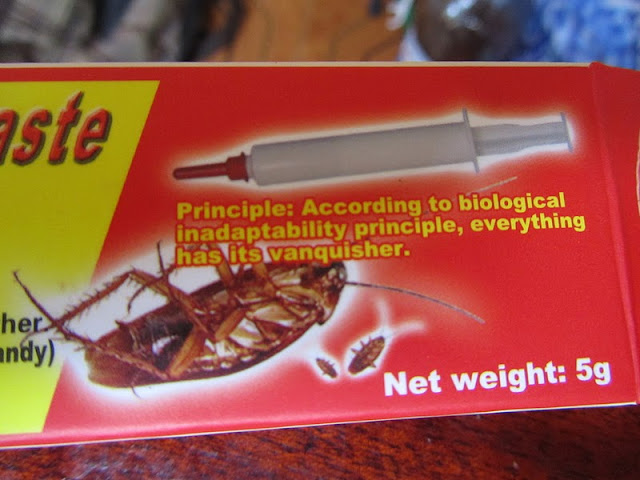 aste
Principle: According to biological
inadaptability principle, everything
has its vanquisher.
her.
andy)
Net weight: 5g